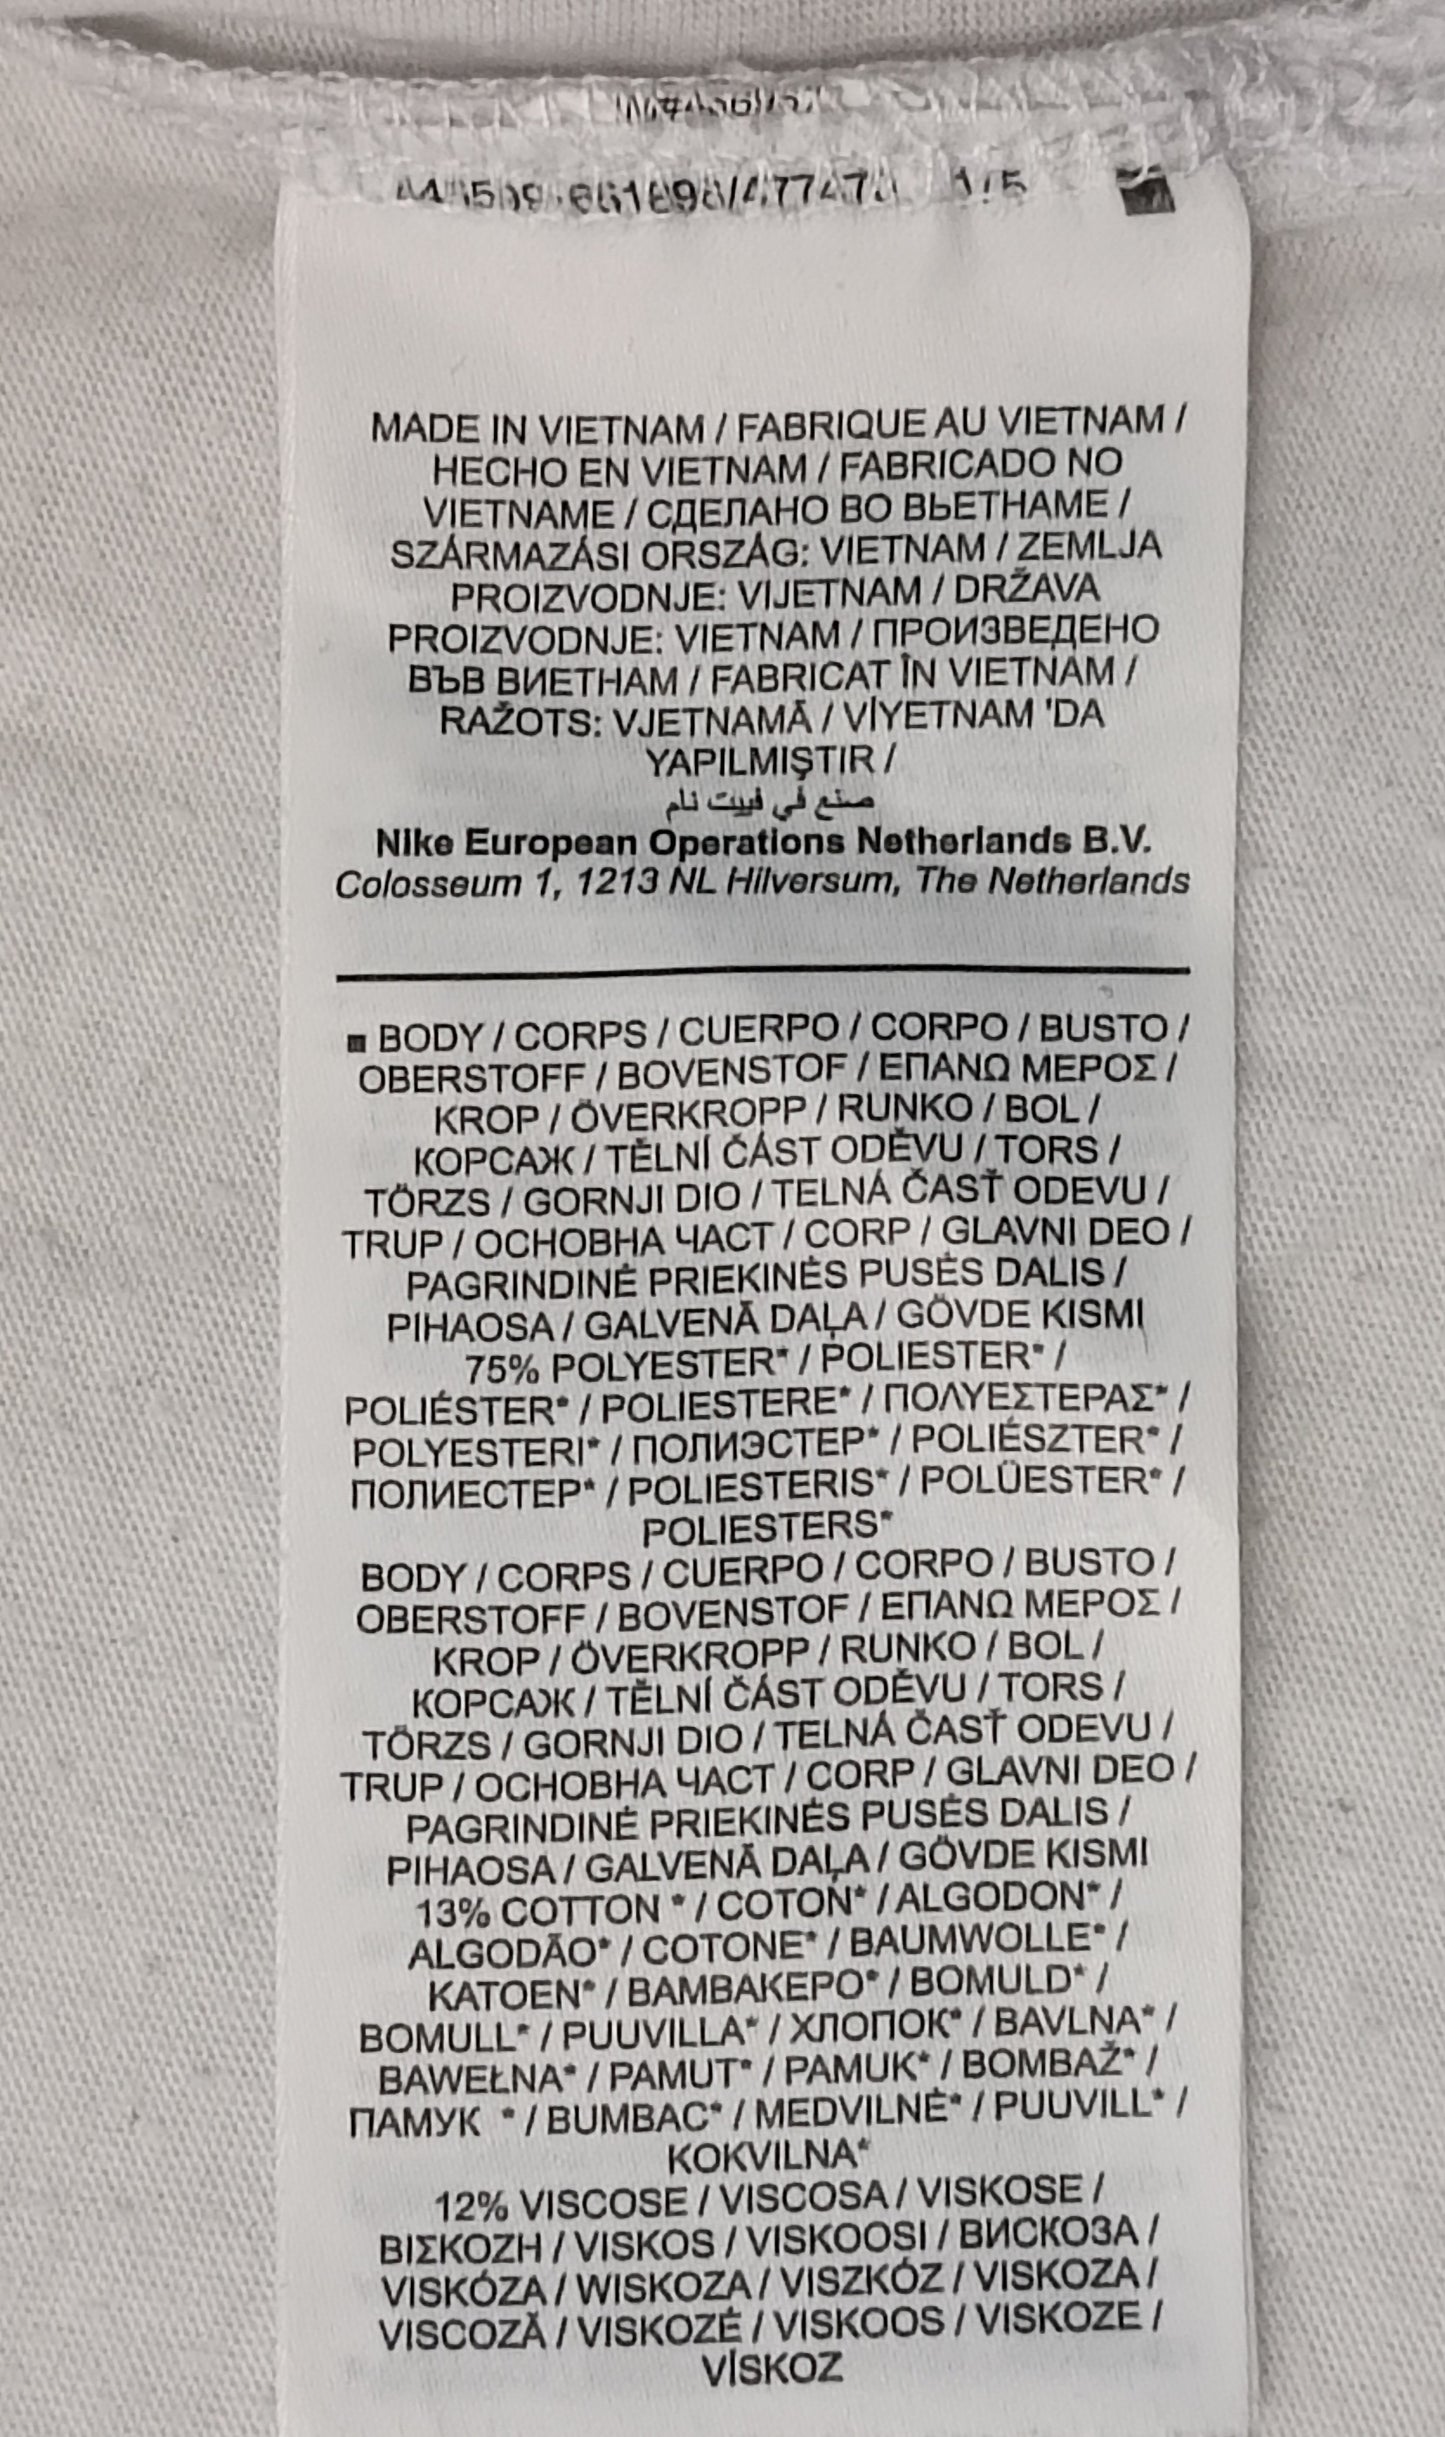 1/5
MADE IN VIETNAM / FABRIQUE AU VIETNAM /
HECHO EN VIETNAM / FABRICADO NO
VIETNAME / СДЕЛАНО ВО ВЬЕТНАМЕ /
SZÁRMAZÁSI ORSZÁG: VIETNAM / ZEMLJA
PROIZVODNJE: VIJETNAM / DRŽAVA
PROIZVODNJE: VIETNAM / ПРОИЗВЕДЕНО
ВЪВ ВИЕТНАМ / FABRICAT ÎN VIETNAM /
RAŽOTS: VJETNAMĀ / VİYETNAM 'DA
YAPILMIŞTIR /
صنع في فييت نام
Nike European Operations Netherlands B.V.
Colosseum 1, 1213 NL Hilversum, The Netherlands
■ BODY / CORPS / CUERPO / CORPO / BUSTO /
OBERSTOFF / BOVENSTOF / ΕΠΑΝΩ ΜΕΡΟΣ /
KROP / ÖVERKROPP / RUNKO / BOL /
КОРСАЖ / TĚLNÍ ČÁST ODĚVU / TORS /
TÖRZS / GORNJI DIO / TELNÁ ČASŤ ODEVU /
TRUP / ОСНОВНА ЧАСТ / CORP / GLAVNI DEO /
PAGRINDINĖ PRIEKINĖS PUSĖS DALIS /
PIHAOSA / GALVENĀ DAĻA / GÖVDE KISMI
75% POLYESTER* / POLIESTER* /
POLIÉSTER* / POLIESTERE* / ΠΟΛΥΕΣΤΕΡΑΣ* /
POLYESTERI* / ПОЛИЭСТЕР* / POLIÉSZTER* /
ПОЛИЕСТЕР* / POLIESTERIS* / POLÜESTER* /
POLIESTERS*
BODY / CORPS / CUERPO / CORPO / BUSTO /
OBERSTOFF / BOVENSTOF / ΕΠΑΝΩ ΜΕΡΟΣ /
KROP / ÖVERKROPP / RUNKO / BOL /
КОРСАЖ / TĚLNÍ ČÁST ODĚVU / TORS /
TÖRZS / GORNJI DIO / TELNÁ ČASŤ ODEVU /
TRUP / ОСНОВНА ЧАСТ / CORP / GLAVNI DEO /
PAGRINDINĖ PRIEKINĖS PUSĖS DALIS /
PIHAOSA / GALVENĀ DAĻA / GÖVDE KISMI
13% COTTON * / COTON* / ALGODON* /
ALGODÃO* / COTONE* / BAUMWOLLE* /
KATOEN* / ΒΑΜΒΑΚΕΡΟ* / BOMULD* /
BOMULL* / PUUVILLA* / ХЛОПОК* / BAVLNA* /
BAWEŁNA* / PAMUT* / PAMUK* / BOMBAŽ* /
ПАМУК * / BUMBAC* / MEDVILNĖ* / PUUVILL* /
KOKVILNA*
12% VISCOSE / VISCOSA / VISKOSE /
ΒΙΣΚΟΖΗ / VISKOS / VISKOOSI / ВИСКОЗА /
VISKÓZA / WISKOZA / VISZKÓZ / VISKOZA /
VISCOZĂ / VISKOZĖ / VISKOOS / VISKOZE /
VİSKOZ